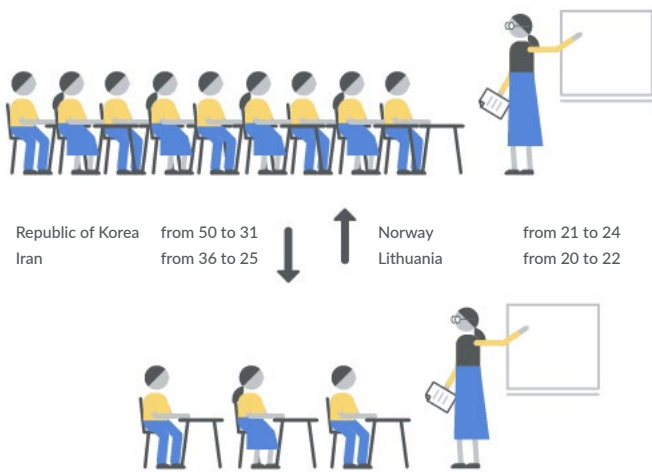 Republic of Korea from 50 to 31 Norway from 21 to 24
Iran from 36 to 25 Lithuania from 20 to 22